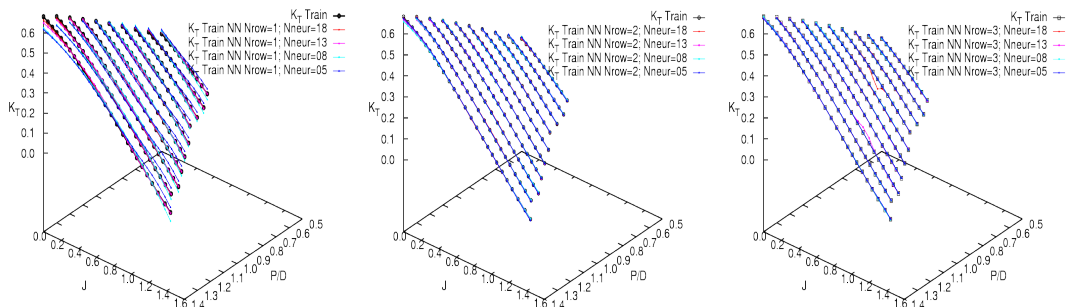 K_T Train
K_T Train NN Nrow=1; Nneur=18
K_T Train NN Nrow=1; Nneur=13
K_T Train NN Nrow=1; Nneur=08
K_T Train NN Nrow=1; Nneur=05
0.6
0.5
0.4
0.3
K_T 0.2
0.1
0.0
0.0 0.2 0.4 0.6 0.8 1.0 1.2 1.4 1.6
J
0.5 0.6 0.7 0.8 0.9 1.0 1.1 1.2 1.3 1.4
P/D
K_T Train
K_T Train NN Nrow=2; Nneur=18
K_T Train NN Nrow=2; Nneur=13
K_T Train NN Nrow=2; Nneur=08
K_T Train NN Nrow=2; Nneur=05
0.6
0.5
0.4
0.3
K_T 0.2
0.1
0.0
0.0 0.2 0.4 0.6 0.8 1.0 1.2 1.4 1.6
J
0.5 0.6 0.7 0.8 0.9 1.0 1.1 1.2 1.3 1.4
P/D
K_T Train
K_T Train NN Nrow=3; Nneur=18
K_T Train NN Nrow=3; Nneur=13
K_T Train NN Nrow=3; Nneur=08
K_T Train NN Nrow=3; Nneur=05
0.6
0.5
0.4
0.3
K_T 0.2
0.1
0.0
0.0 0.2 0.4 0.6 0.8 1.0 1.2 1.4 1.6
J
0.5 0.6 0.7 0.8 0.9 1.0 1.1 1.2 1.3 1.4
P/D